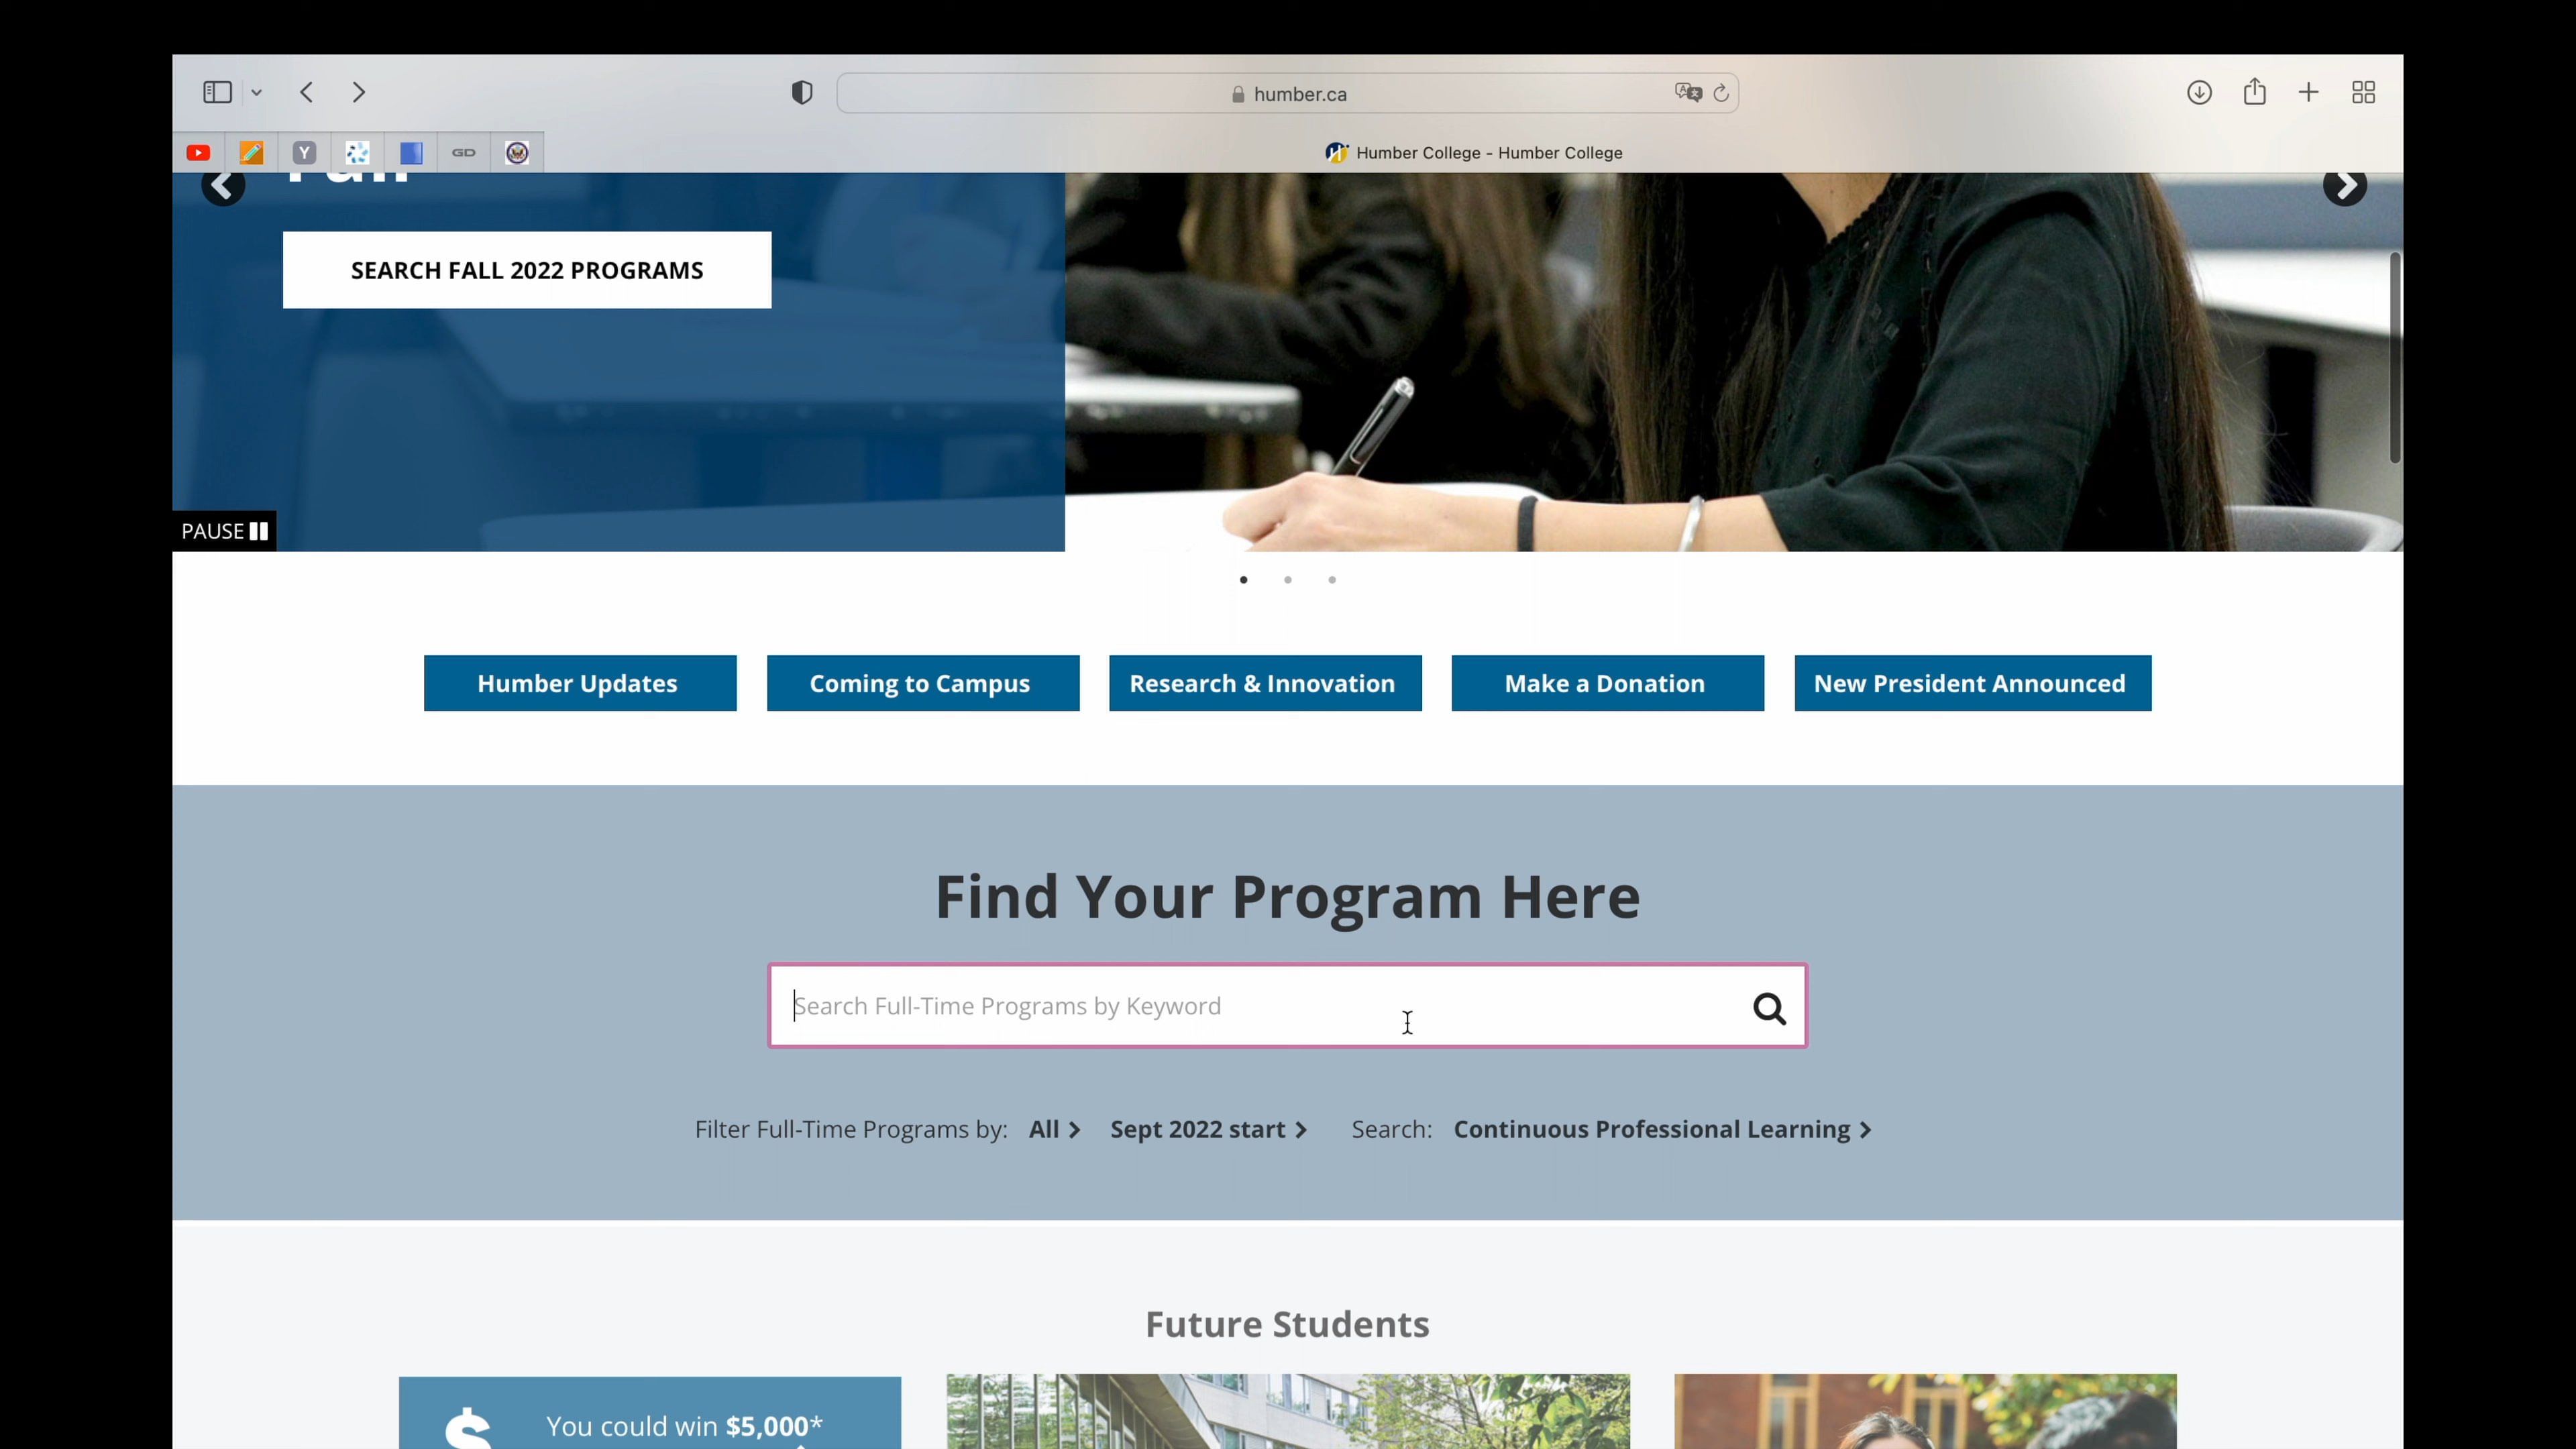 humber.ca
Y
GD
Humber College - Humber College
SEARCH FALL 2022 PROGRAMS
PAUSE
Humber Updates
Coming to Campus
Research & Innovation
Make a Donation
New President Announced
Find Your Program Here
Search Full-Time Programs by Keyword
Filter Full-Time Programs by: All > Sept 2022 start > Search: Continuous Professional Learning >
Future Students
$ You could win $5,000*